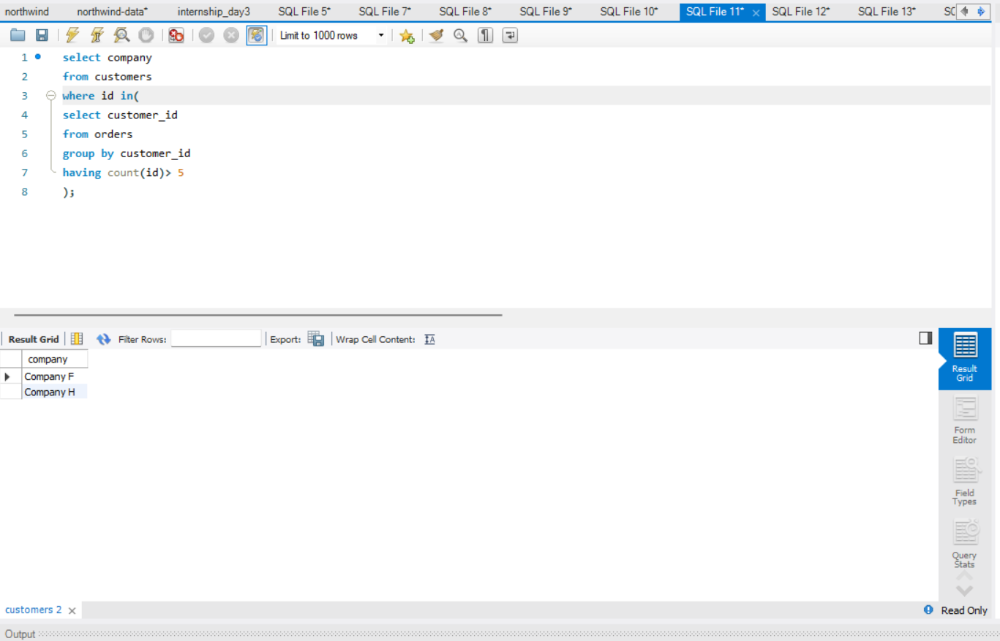 northwind northwind-data* internship_day3 SQL File 5* SQL File 7* SQL File 8* SQL File 9* SQL File 10* SQL File 11* SQL File 12* SQL File 13* SC
Limit to 1000 rows
1 select company
2 from customers
3 where id in(
4 select customer_id
5 from orders
6 group by customer_id
7 having count(id)> 5
8 );
Result Grid Filter Rows: Export: Wrap Cell Content: IA
company
Company F
Company H
Result
Grid
Form
Editor
Field
Types
Query
Stats
customers 2 Read Only
Output